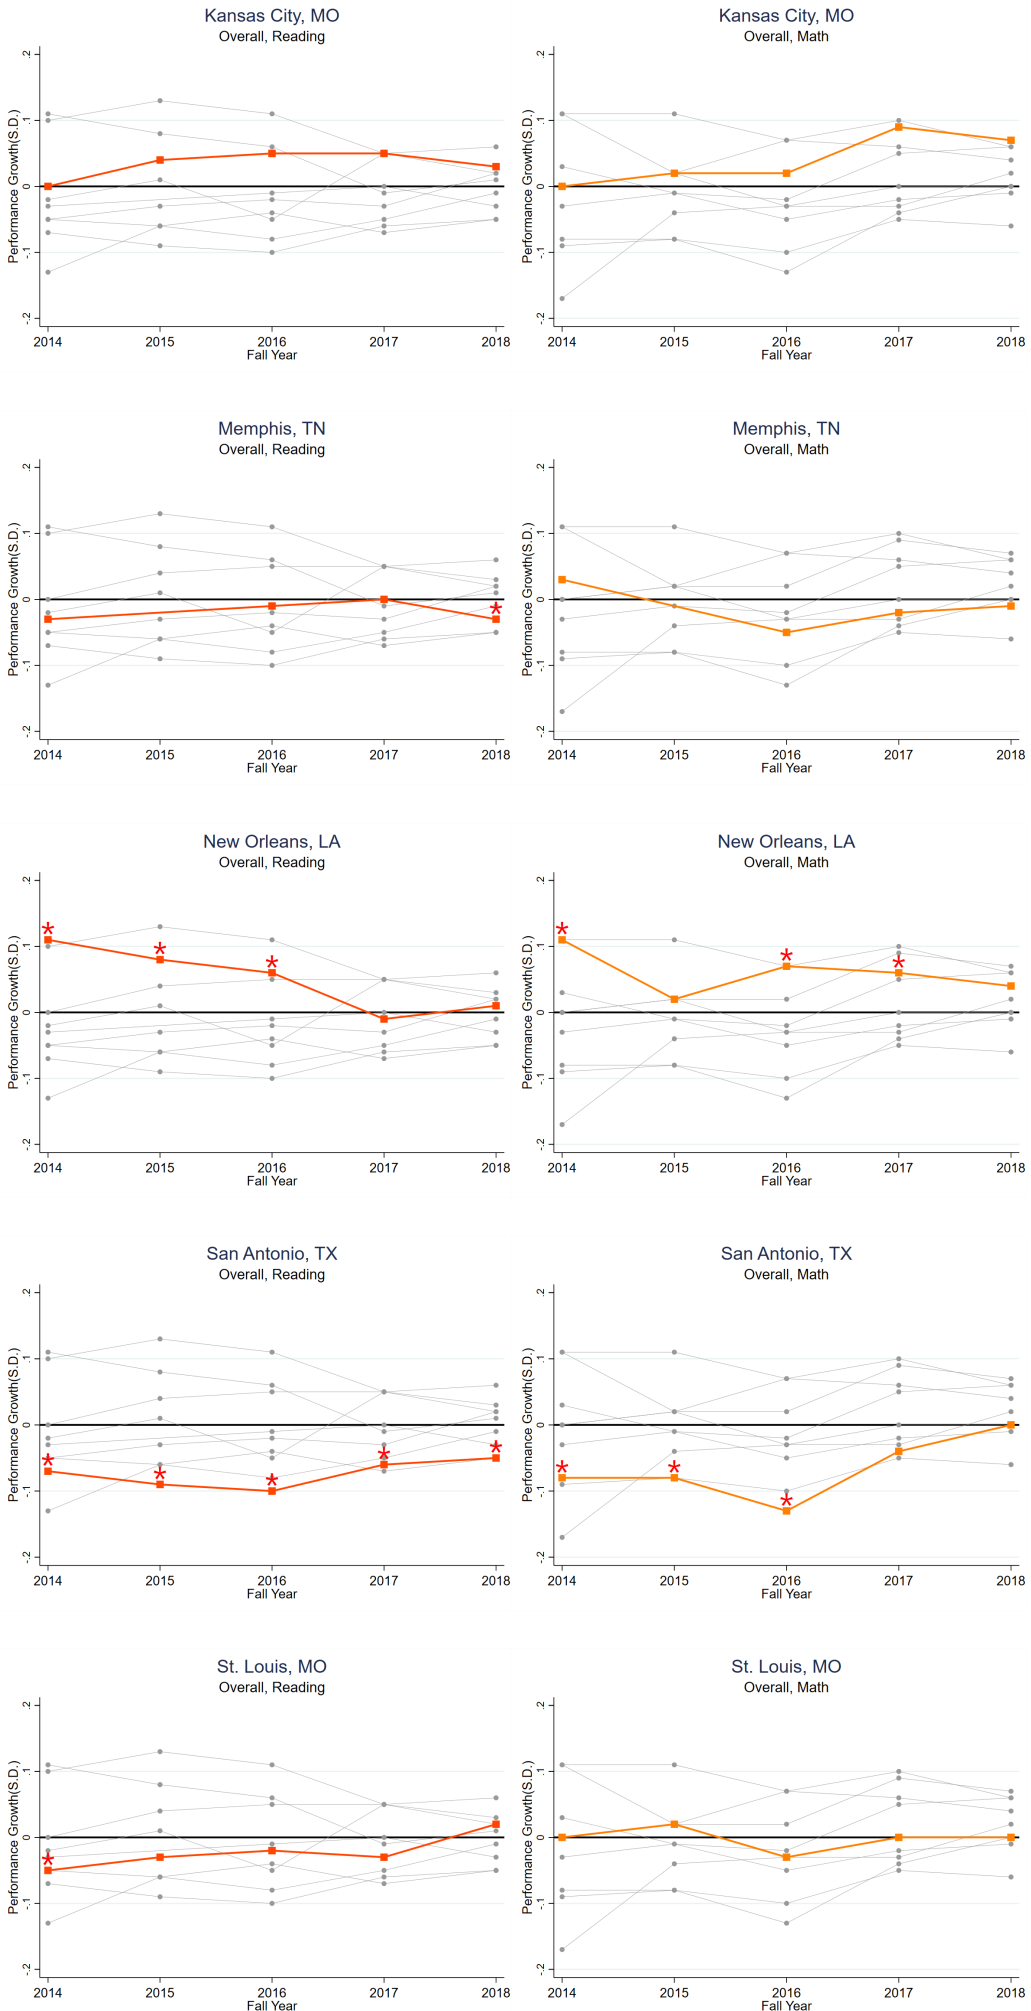 Kansas City, MO
Overall, Reading
Performance Growth(S.D.)
.2
.1
0
-.1
-.2
2014 2015 2016 2017 2018
Fall Year
Kansas City, MO
Overall, Math
Performance Growth(S.D.)
.2
.1
0
-.1
-.2
2014 2015 2016 2017 2018
Fall Year
Memphis, TN
Overall, Reading
Performance Growth(S.D.)
.2
.1
0
-.1
-.2
*
2014 2015 2016 2017 2018
Fall Year
Memphis, TN
Overall, Math
Performance Growth(S.D.)
.2
.1
0
-.1
-.2
2014 2015 2016 2017 2018
Fall Year
New Orleans, LA
Overall, Reading
Performance Growth(S.D.)
.2
.1
0
-.1
-.2
* * *
2014 2015 2016 2017 2018
Fall Year
New Orleans, LA
Overall, Math
Performance Growth(S.D.)
.2
.1
0
-.1
-.2
* * *
2014 2015 2016 2017 2018
Fall Year
San Antonio, TX
Overall, Reading
Performance Growth(S.D.)
.2
.1
0
-.1
-.2
* * * * *
2014 2015 2016 2017 2018
Fall Year
San Antonio, TX
Overall, Math
Performance Growth(S.D.)
.2
.1
0
-.1
-.2
* * *
2014 2015 2016 2017 2018
Fall Year
St. Louis, MO
Overall, Reading
Performance Growth(S.D.)
.2
.1
0
-.1
-.2
*
2014 2015 2016 2017 2018
Fall Year
St. Louis, MO
Overall, Math
Performance Growth(S.D.)
.2
.1
0
-.1
-.2
2014 2015 2016 2017 2018
Fall Year